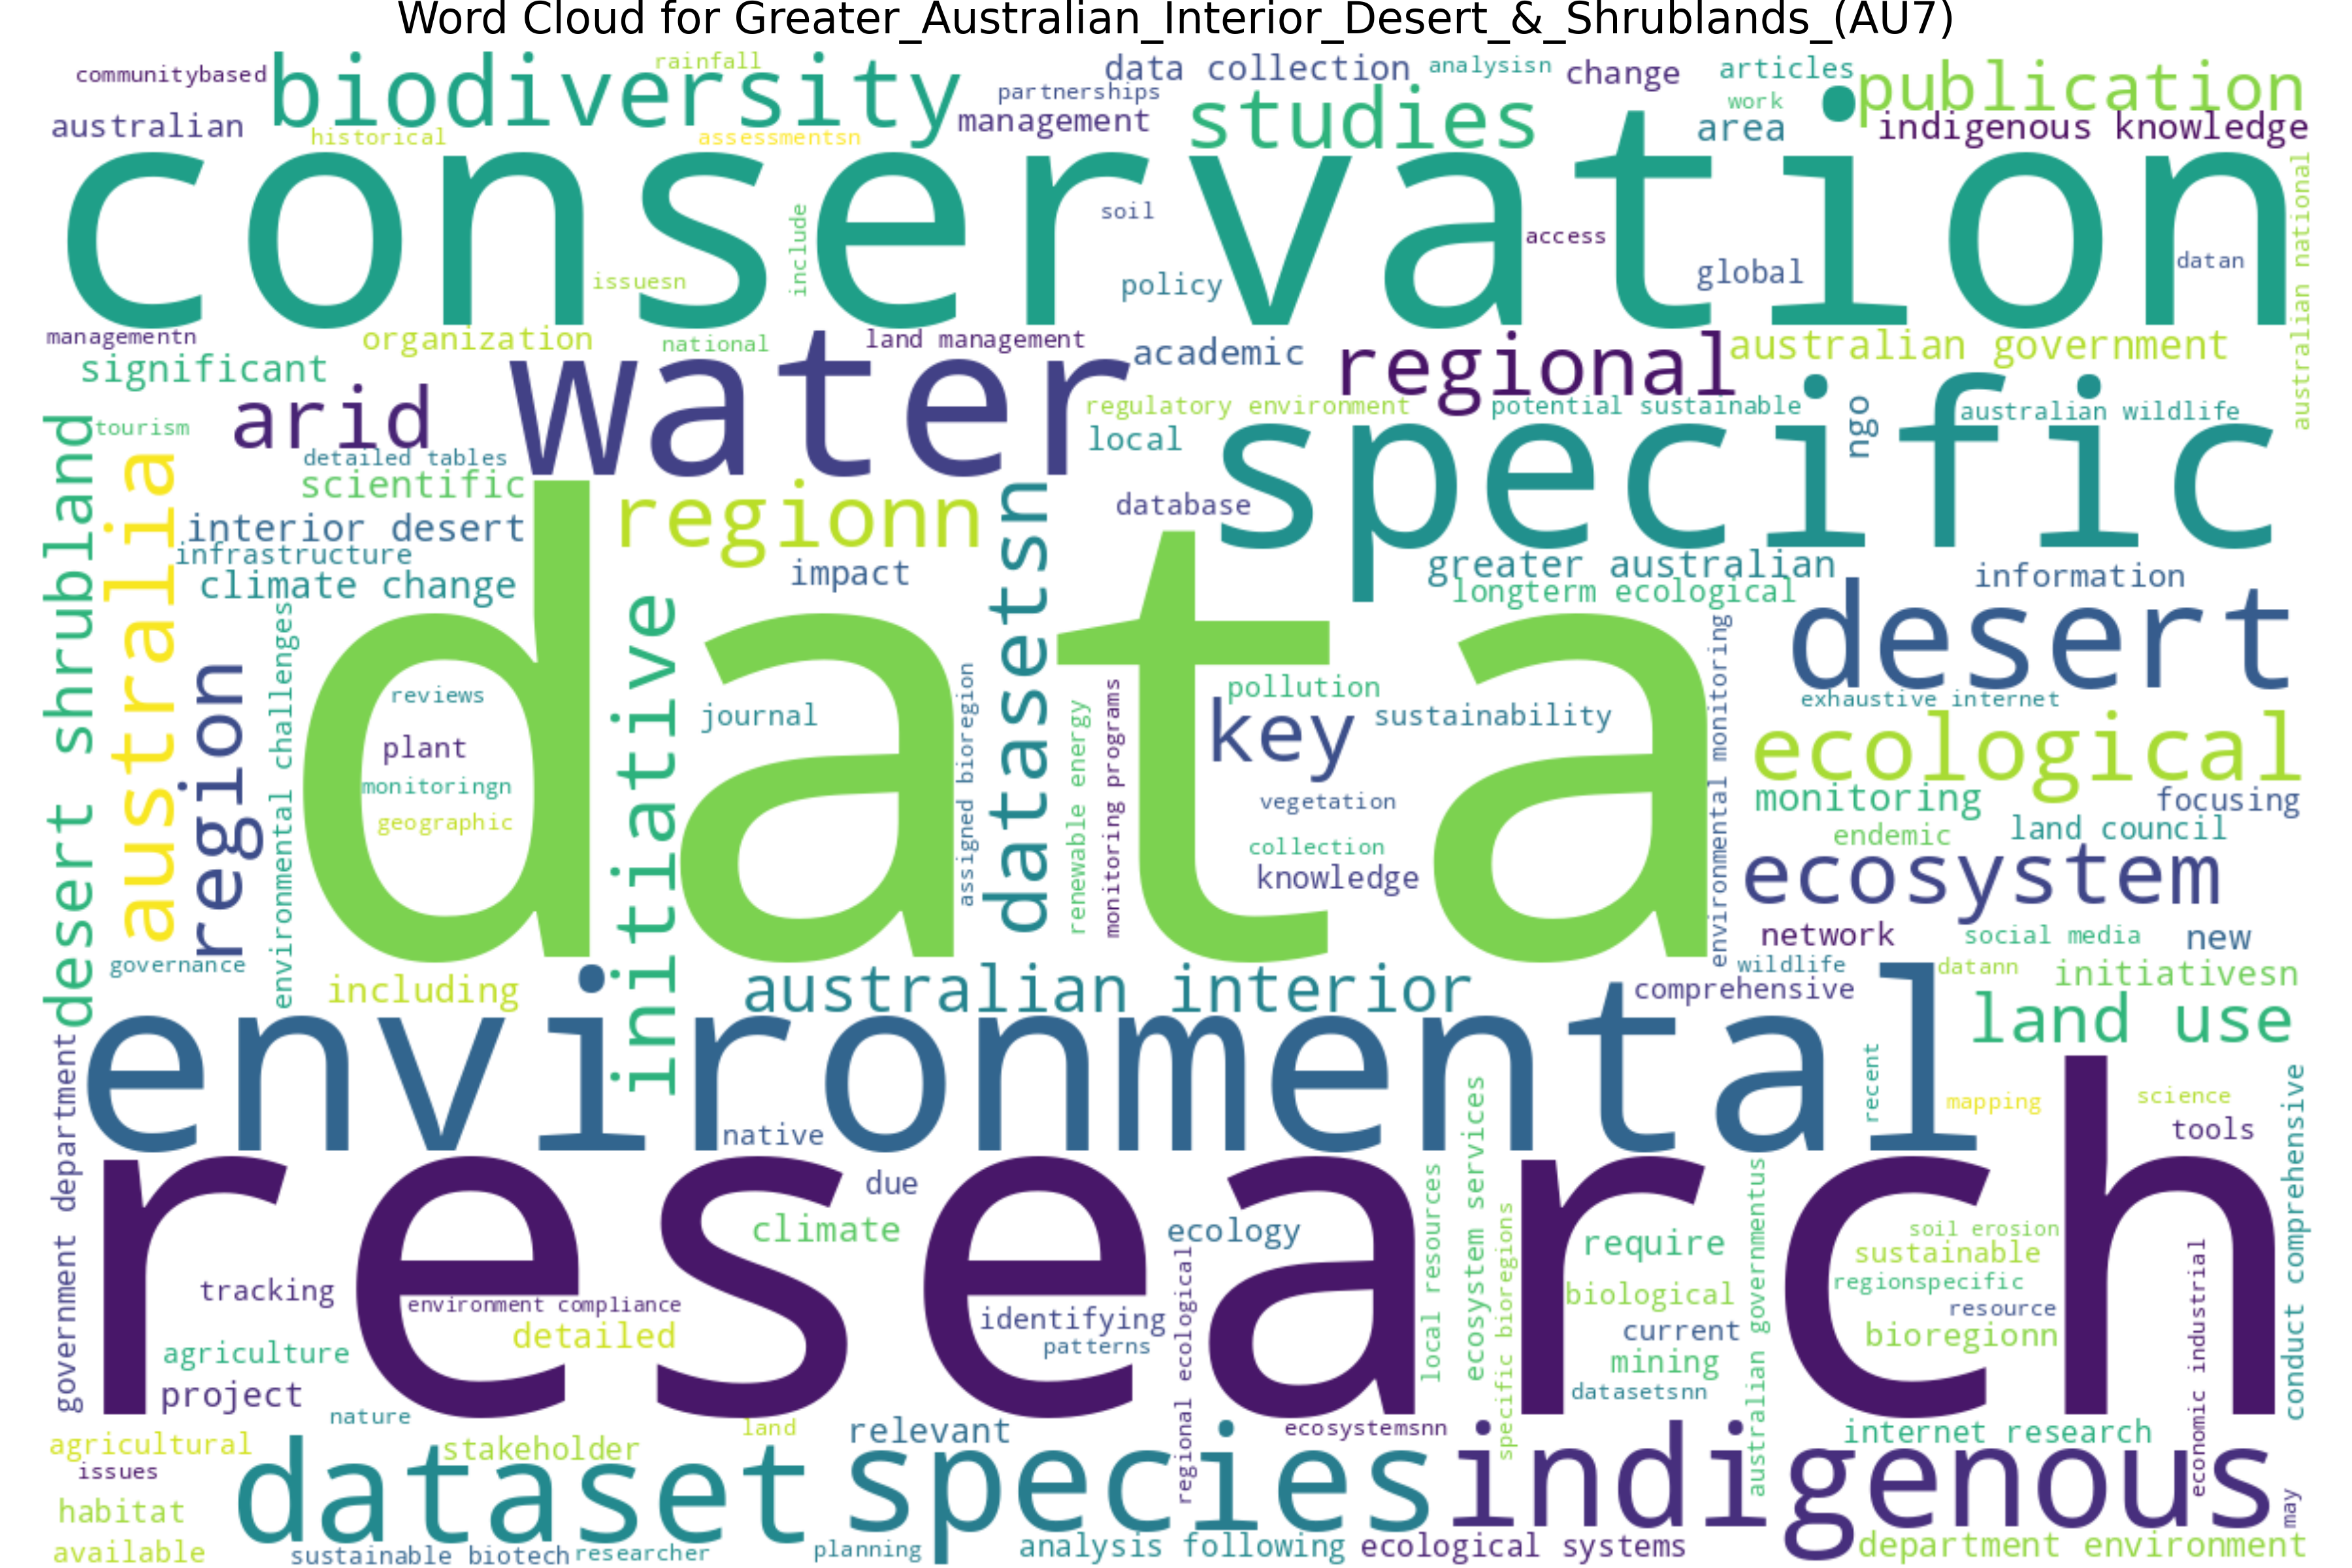 Word Cloud for Greater_Australian_Interior_Desert_&_Shrublands_(AU7)
communitybased
biodiversity
rainfall
data collection
analysisn
change
articles
publication
partnerships
work
australian
historical
assessmentsn
management
studies
area
indigenous knowledge
conservation
australian national
include
soil
access
issuesn
policy
global
datan
managementn
organization
national
land management
academic
regional
australian government
significant
arid
water
regulatory environment
potential sustainable
ngo
australian wildlife
desert shrubland
tourism
australia
detailed tables
local
specific
scientific
regionn
datasetsn
database
interior desert
infrastructure
climate change
impact
greater australian
longterm ecological
information
desert
data
region
environmental challenges
initiative
reviews
journal
assigned bioregion
renewable energy
monitoring programs
pollution
key
sustainability
environmental monitoring
exhaustive internet
ecological
plant
monitoringn
geographic
vegetation
collection
knowledge
monitoring
focusing
endemic
land council
ecosystem
network
social media
new
governance
including
australian interior
wildlife
datann
initiativesn
comprehensive
land use
environmental
government department
native
recent
mapping
science
tools
conduct comprehensive
research
due
climate
ecology
local resources
ecosystem services
specific bioregions
require
australian governmentus
soil erosion
sustainable
regionspecific
resource
bioregionn
tracking
environment compliance
detailed
identifying
patterns
regional ecological
biological
current
mining
datasetsnn
economic industrial
agriculture
project
nature
land
relevant
ecosystemsnn
internet research
agricultural
stakeholder
issues
dataset
species
indigenous
habitat
may
available
sustainable biotech
researcher
planning
analysis following
ecological systems
department environment